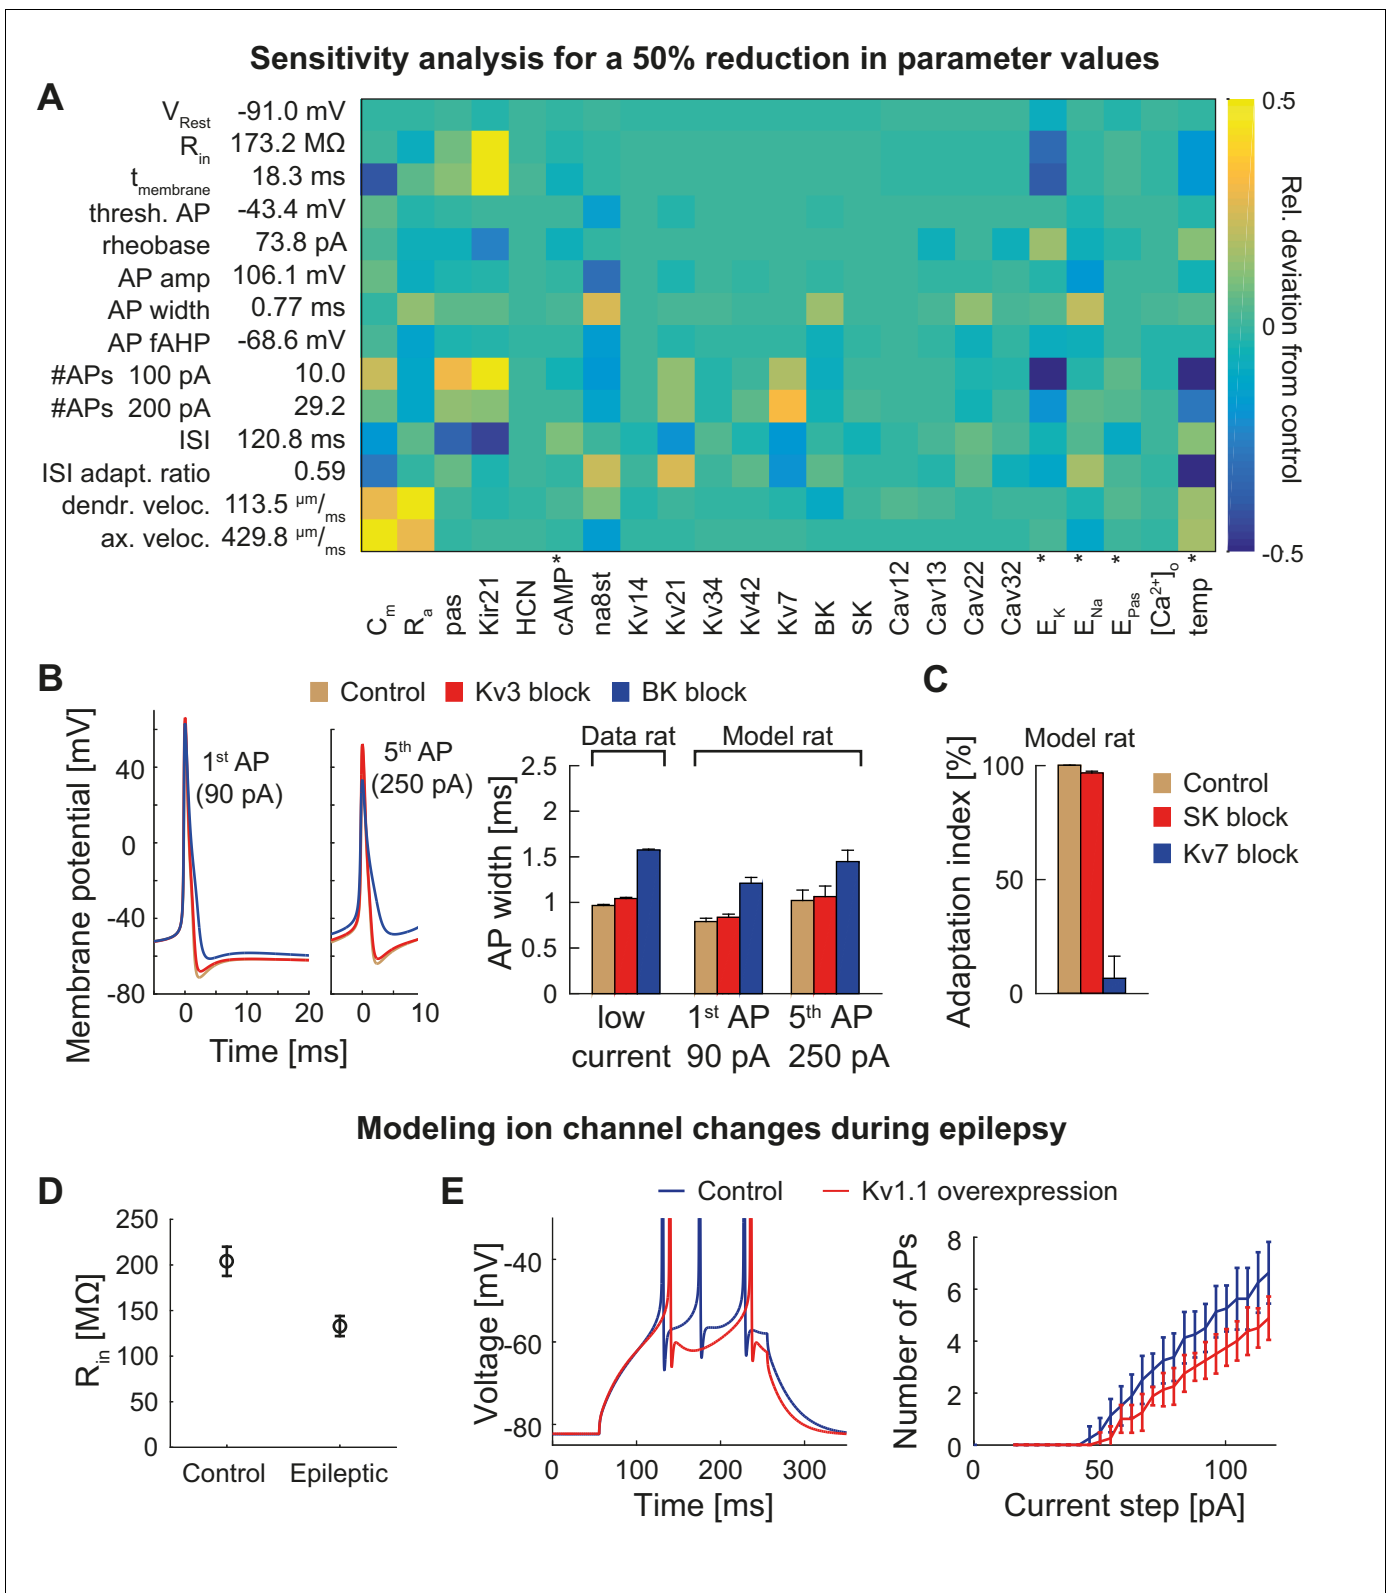 Sensitivity analysis for a 50% reduction in parameter values
A
V_Rest -91.0 mV
R_in 173.2 MΩ
t_membrane 18.3 ms
thresh. AP -43.4 mV
rheobase 73.8 pA
AP amp 106.1 mV
AP width 0.77 ms
AP fAHP -68.6 mV
#APs 100 pA 10.0
#APs 200 pA 29.2
ISI 120.8 ms
ISI adapt. ratio 0.59
dendr. veloc. 113.5 µm/ms
ax. veloc. 429.8 µm/ms
0.5
0
-0.5
Rel. deviation from control
C_m
R_a
pas
Kir21
HCN
cAMP*
na8st
Kv14
Kv21
Kv34
Kv42
Kv7
BK
SK
Cav12
Cav13
Cav22
Cav32
E_K *
E_Na *
E_Pas *
[Ca²⁺]_o
temp *
B
Control Kv3 block BK block
Membrane potential [mV]
40
0
-40
-80
1st AP
(90 pA)
0 10 20
5th AP
(250 pA)
0 10
Time [ms]
Data rat Model rat
AP width [ms]
2.5
2
1.5
1
0.5
0
low
current
1st AP
90 pA
5th AP
250 pA
C
Model rat
Adaptation index [%]
100
50
0
Control
SK block
Kv7 block
Modeling ion channel changes during epilepsy
D
R_in [MΩ]
250
200
150
100
50
0
Control Epileptic
E
Control Kv1.1 overexpression
Voltage [mV]
-40
-60
-80
0 100 200 300
Time [ms]
Number of APs
8
6
4
2
0
0 50 100
Current step [pA]